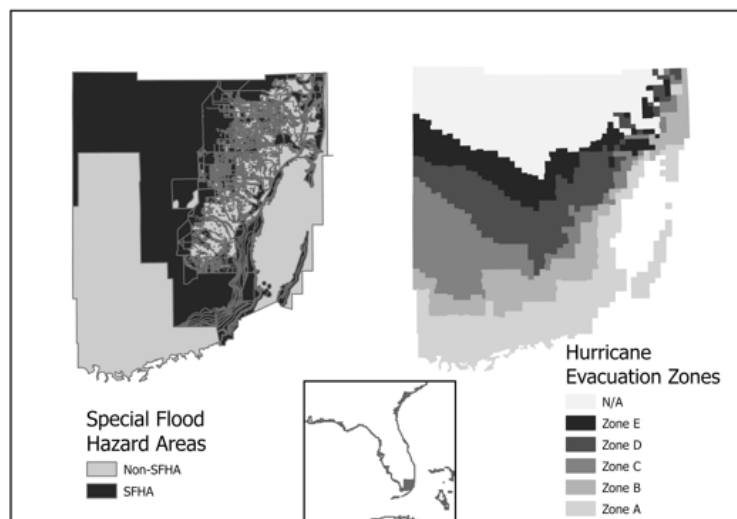 Special Flood
Hazard Areas
Non-SFHA
SFHA
Hurricane
Evacuation Zones
N/A
Zone E
Zone D
Zone C
Zone B
Zone A